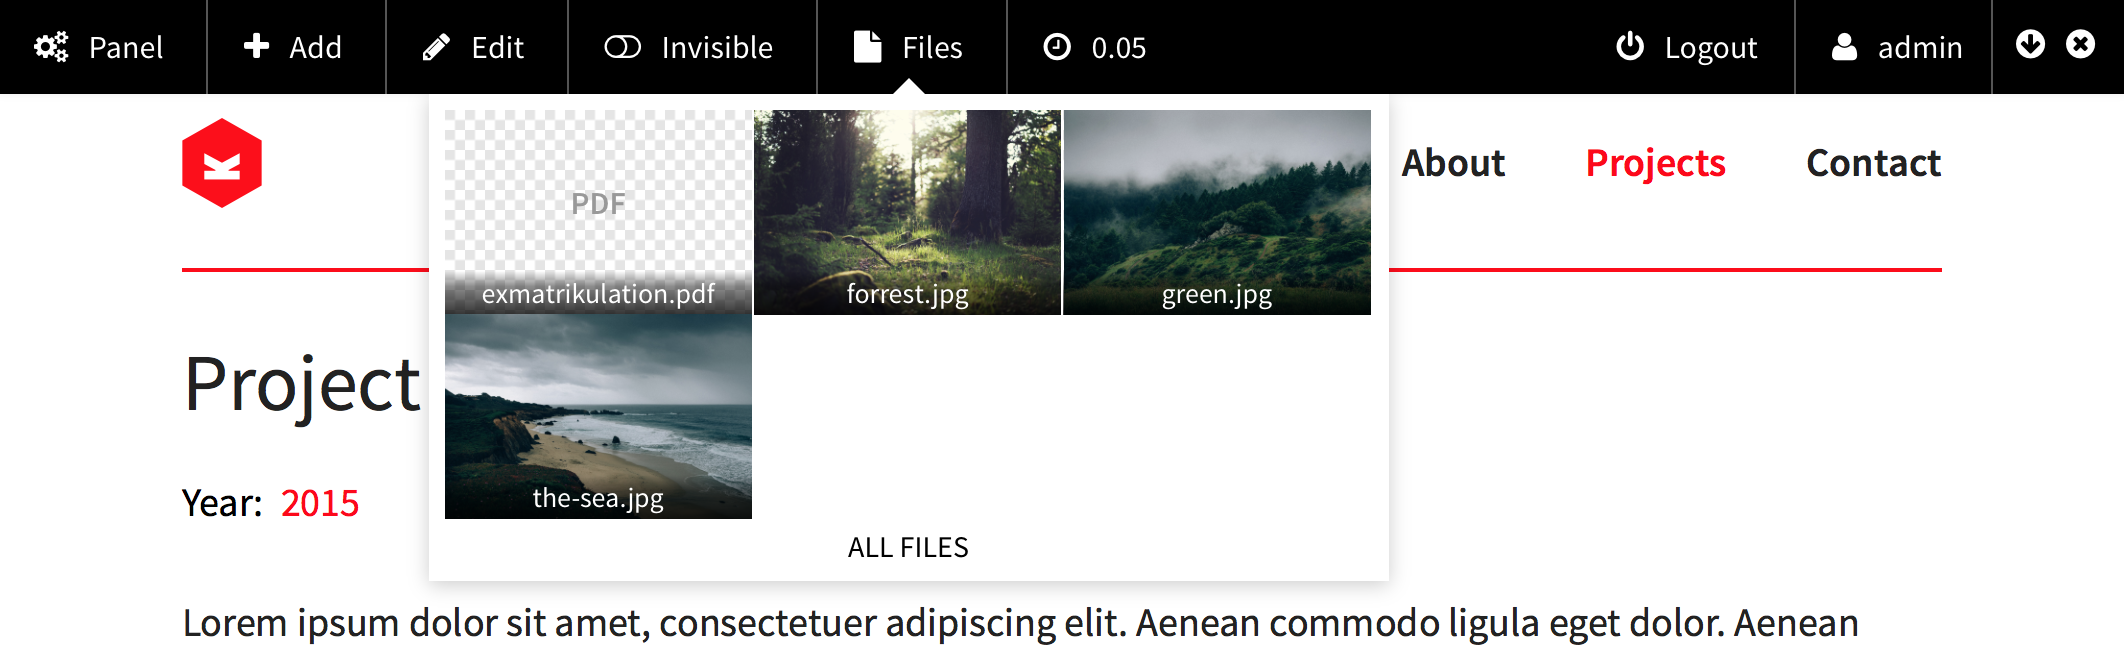 Panel Add Edit Invisible Files 0.05 Logout admin
About Projects Contact
PDF
exmatrikulation.pdf forrest.jpg green.jpg
Project
the-sea.jpg
Year: 2015
ALL FILES
Lorem ipsum dolor sit amet, consectetuer adipiscing elit. Aenean commodo ligula eget dolor. Aenean